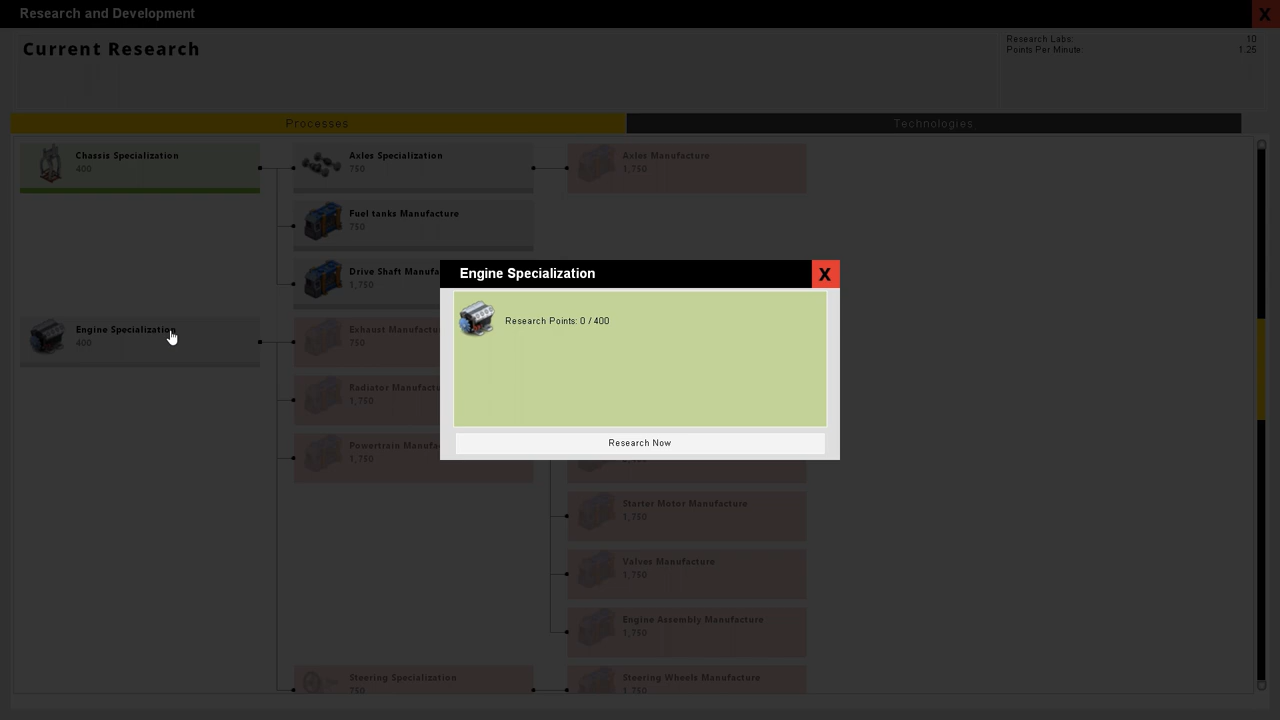 Research and Development
X
Current Research
Research Labs: 10
Points Per Minute: 1.25
Processes
Technologies
Chassis Specialization
400
Axles Specialization
750
Axles Manufacture
1,750
Fuel tanks Manufacture
750
Drive Shaft Manufa
1,750
Engine Specialization
400
Exhaust Manufactu
750
Radiator Manufactu
1,750
Powertrain Manufa
1,750
Engine Specialization
X
Research Points: 0 / 400
Research Now
Starter Motor Manufacture
1,750
Valves Manufacture
1,750
Engine Assembly Manufacture
1,750
Steering Specialization
750
Steering Wheels Manufacture
1,750